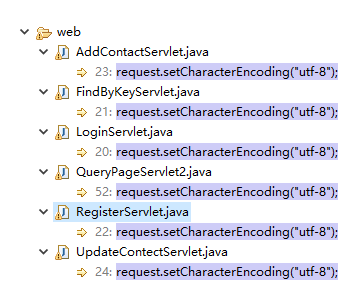 web
AddContactServlet.java
23: request.setCharacterEncoding("utf-8");
FindByKeyServlet.java
21: request.setCharacterEncoding("utf-8");
LoginServlet.java
20: request.setCharacterEncoding("utf-8");
QueryPageServlet2.java
52: request.setCharacterEncoding("utf-8");
RegisterServlet.java
22: request.setCharacterEncoding("utf-8");
UpdateContectServlet.java
24: request.setCharacterEncoding("utf-8");